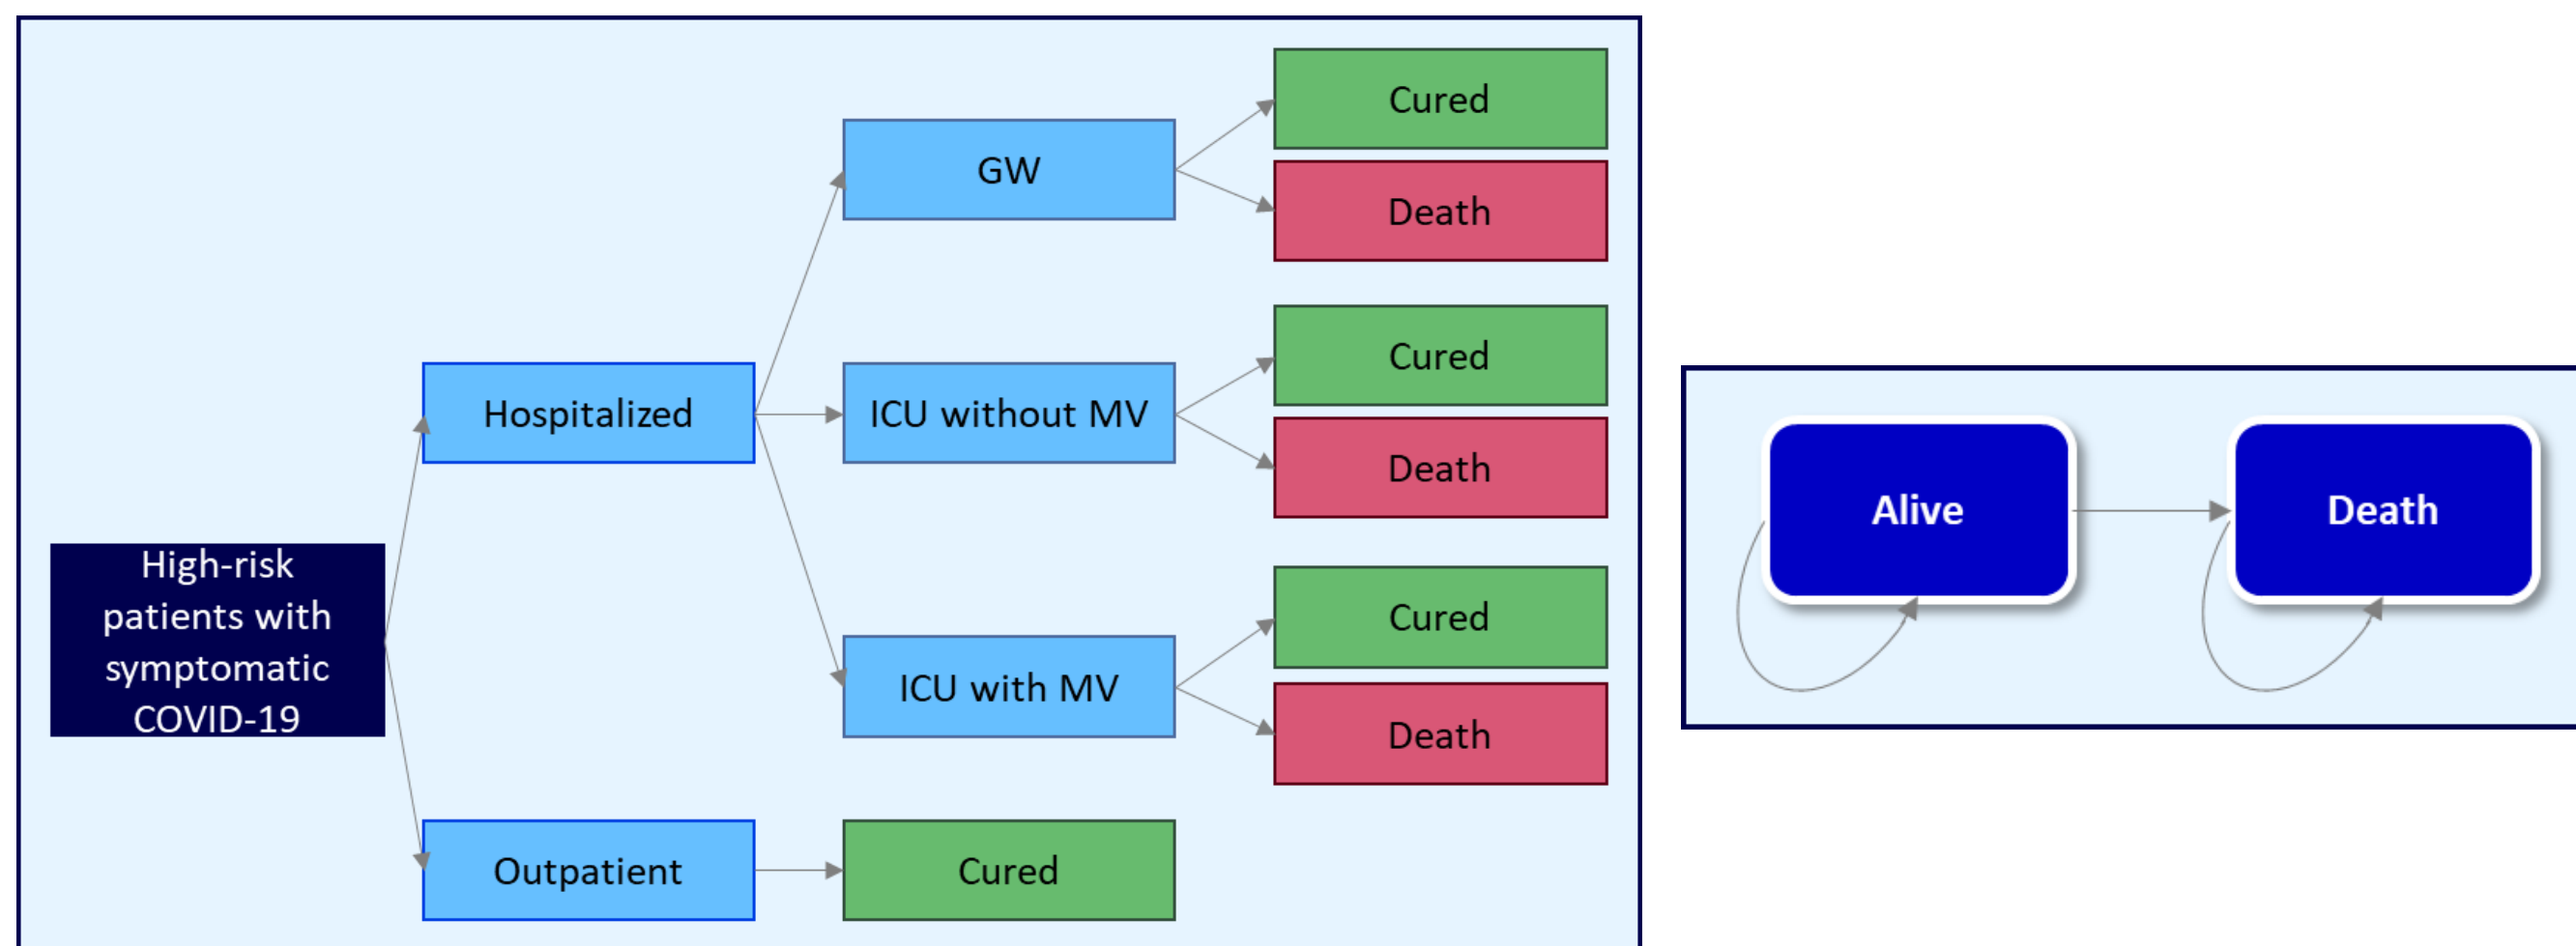 Cured
GW
Death
Cured
Hospitalized
ICU without MV
Death
High-risk
patients with
symptomatic
COVID-19
Cured
ICU with MV
Death
Outpatient
Cured
Alive
Death